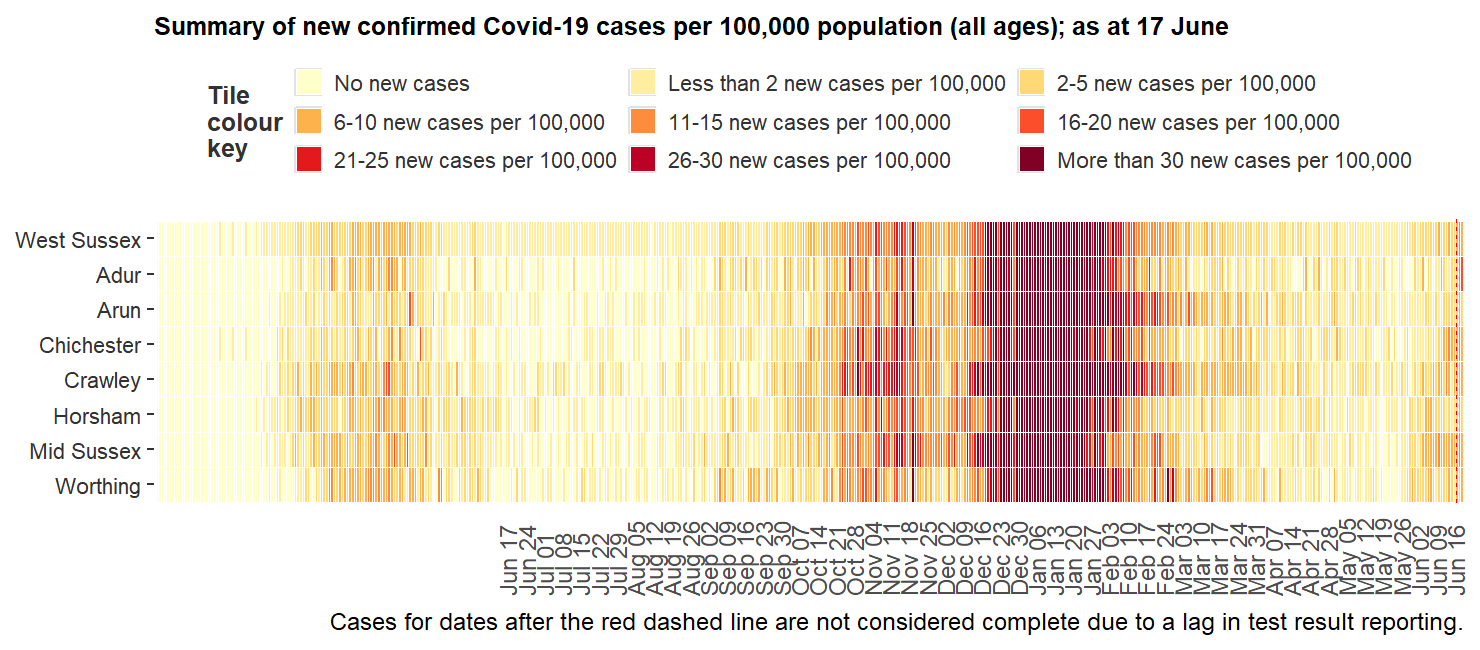 Summary of new confirmed Covid-19 cases per 100,000 population (all ages); as at 17 June
Tile
colour
key
No new cases
Less than 2 new cases per 100,000
2-5 new cases per 100,000
6-10 new cases per 100,000
11-15 new cases per 100,000
16-20 new cases per 100,000
21-25 new cases per 100,000
26-30 new cases per 100,000
More than 30 new cases per 100,000
West Sussex
Adur
Arun
Chichester
Crawley
Horsham
Mid Sussex
Worthing
Jun 17
Jun 24
Jul 01
Jul 08
Jul 15
Jul 22
Jul 29
Aug 05
Aug 12
Aug 19
Aug 26
Sep 02
Sep 09
Sep 16
Sep 23
Sep 30
Oct 07
Oct 14
Oct 21
Oct 28
Nov 04
Nov 11
Nov 18
Nov 25
Dec 02
Dec 09
Dec 16
Dec 23
Dec 30
Jan 06
Jan 13
Jan 20
Jan 27
Feb 03
Feb 10
Feb 17
Feb 24
Mar 03
Mar 10
Mar 17
Mar 24
Mar 31
Apr 07
Apr 14
Apr 21
Apr 28
May 05
May 12
May 19
May 26
Jun 02
Jun 09
Jun 16
Cases for dates after the red dashed line are not considered complete due to a lag in test result reporting.